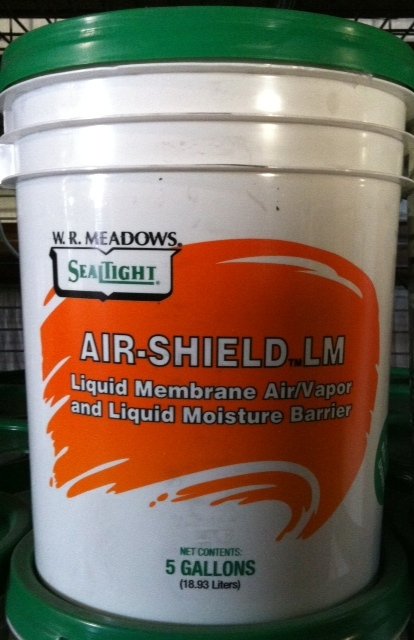 W. R. MEADOWS®
SEALTIGHT®
AIR-SHIELD™ LM
Liquid Membrane Air/Vapor
and Liquid Moisture Barrier
NET CONTENTS:
5 GALLONS
(18.93 Liters)